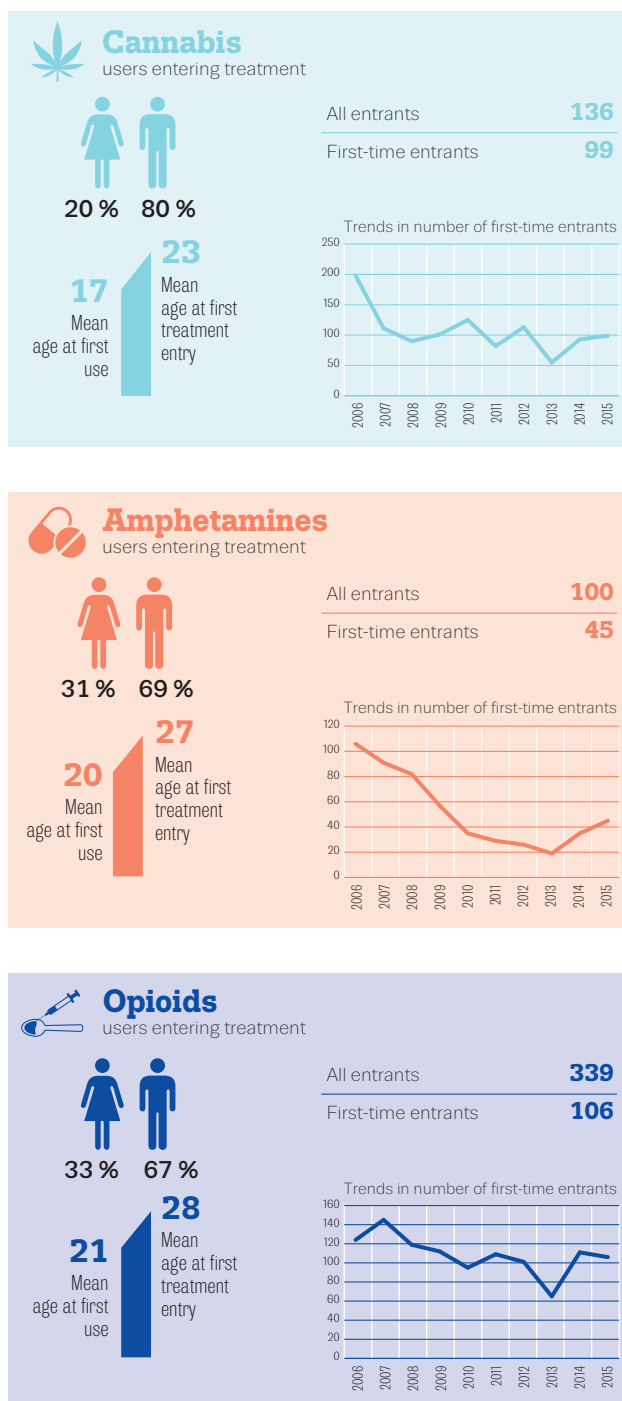 Cannabis
users entering treatment
20 % 80 %
17
Mean
age at first
use
23
Mean
age at first
treatment
entry
All entrants 136
First-time entrants 99
Trends in number of first-time entrants
250
200
150
100
50
0
2006 2007 2008 2009 2010 2011 2012 2013 2014 2015
Amphetamines
users entering treatment
31 % 69 %
20
Mean
age at first
use
27
Mean
age at first
treatment
entry
All entrants 100
First-time entrants 45
Trends in number of first-time entrants
120
100
80
60
40
20
0
2006 2007 2008 2009 2010 2011 2012 2013 2014 2015
Opioids
users entering treatment
33 % 67 %
21
Mean
age at first
use
28
Mean
age at first
treatment
entry
All entrants 339
First-time entrants 106
Trends in number of first-time entrants
160
140
120
100
80
60
40
20
0
2006 2007 2008 2009 2010 2011 2012 2013 2014 2015